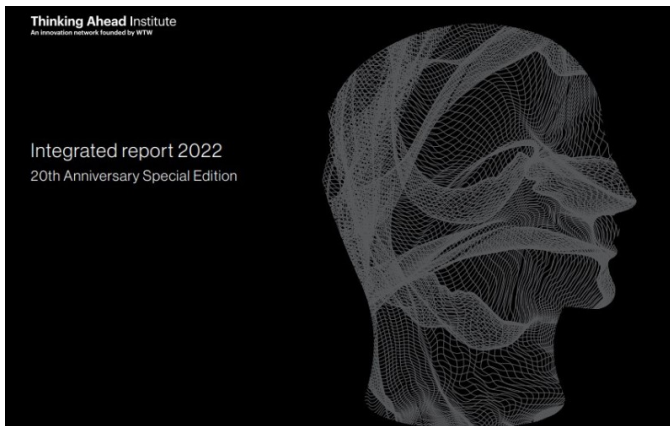 Thinking Ahead Institute
An innovation network founded by WTW
Integrated report 2022
20th Anniversary Special Edition